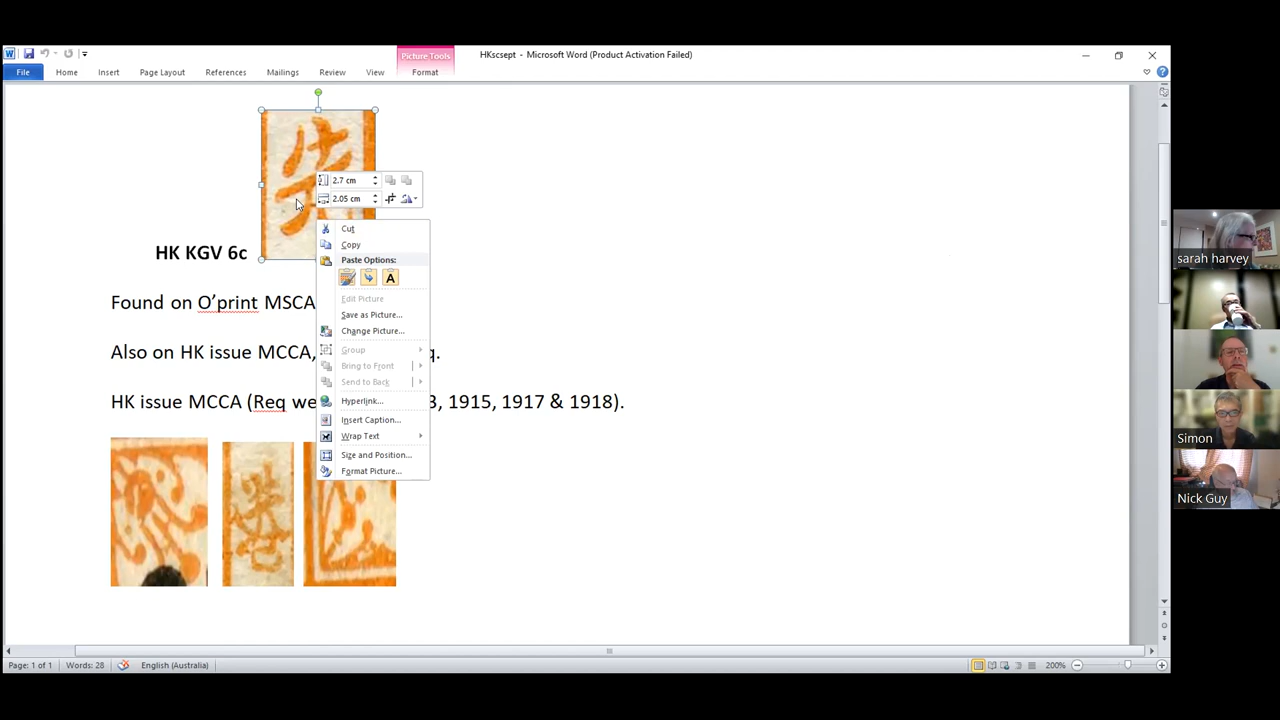 Picture Tools
HKscsept - Microsoft Word (Product Activation Failed)
File Home Insert Page Layout References Mailings Review View Format
2.7 cm
2.05 cm
HK KGV 6c
Cut
Copy
Paste Options:
A
Edit Picture
Save as Picture...
Change Picture...
Group
Bring to Front
Send to Back
Hyperlink...
Insert Caption...
Wrap Text
Size and Position...
Format Picture...
Found on O'print MSCA
Also on HK issue MCCA, q.
HK issue MCCA (Req we 3, 1915, 1917 & 1918).
sarah harvey
Simon
Nick Guy
Page: 1 of 1 Words: 28 English (Australia) 200%